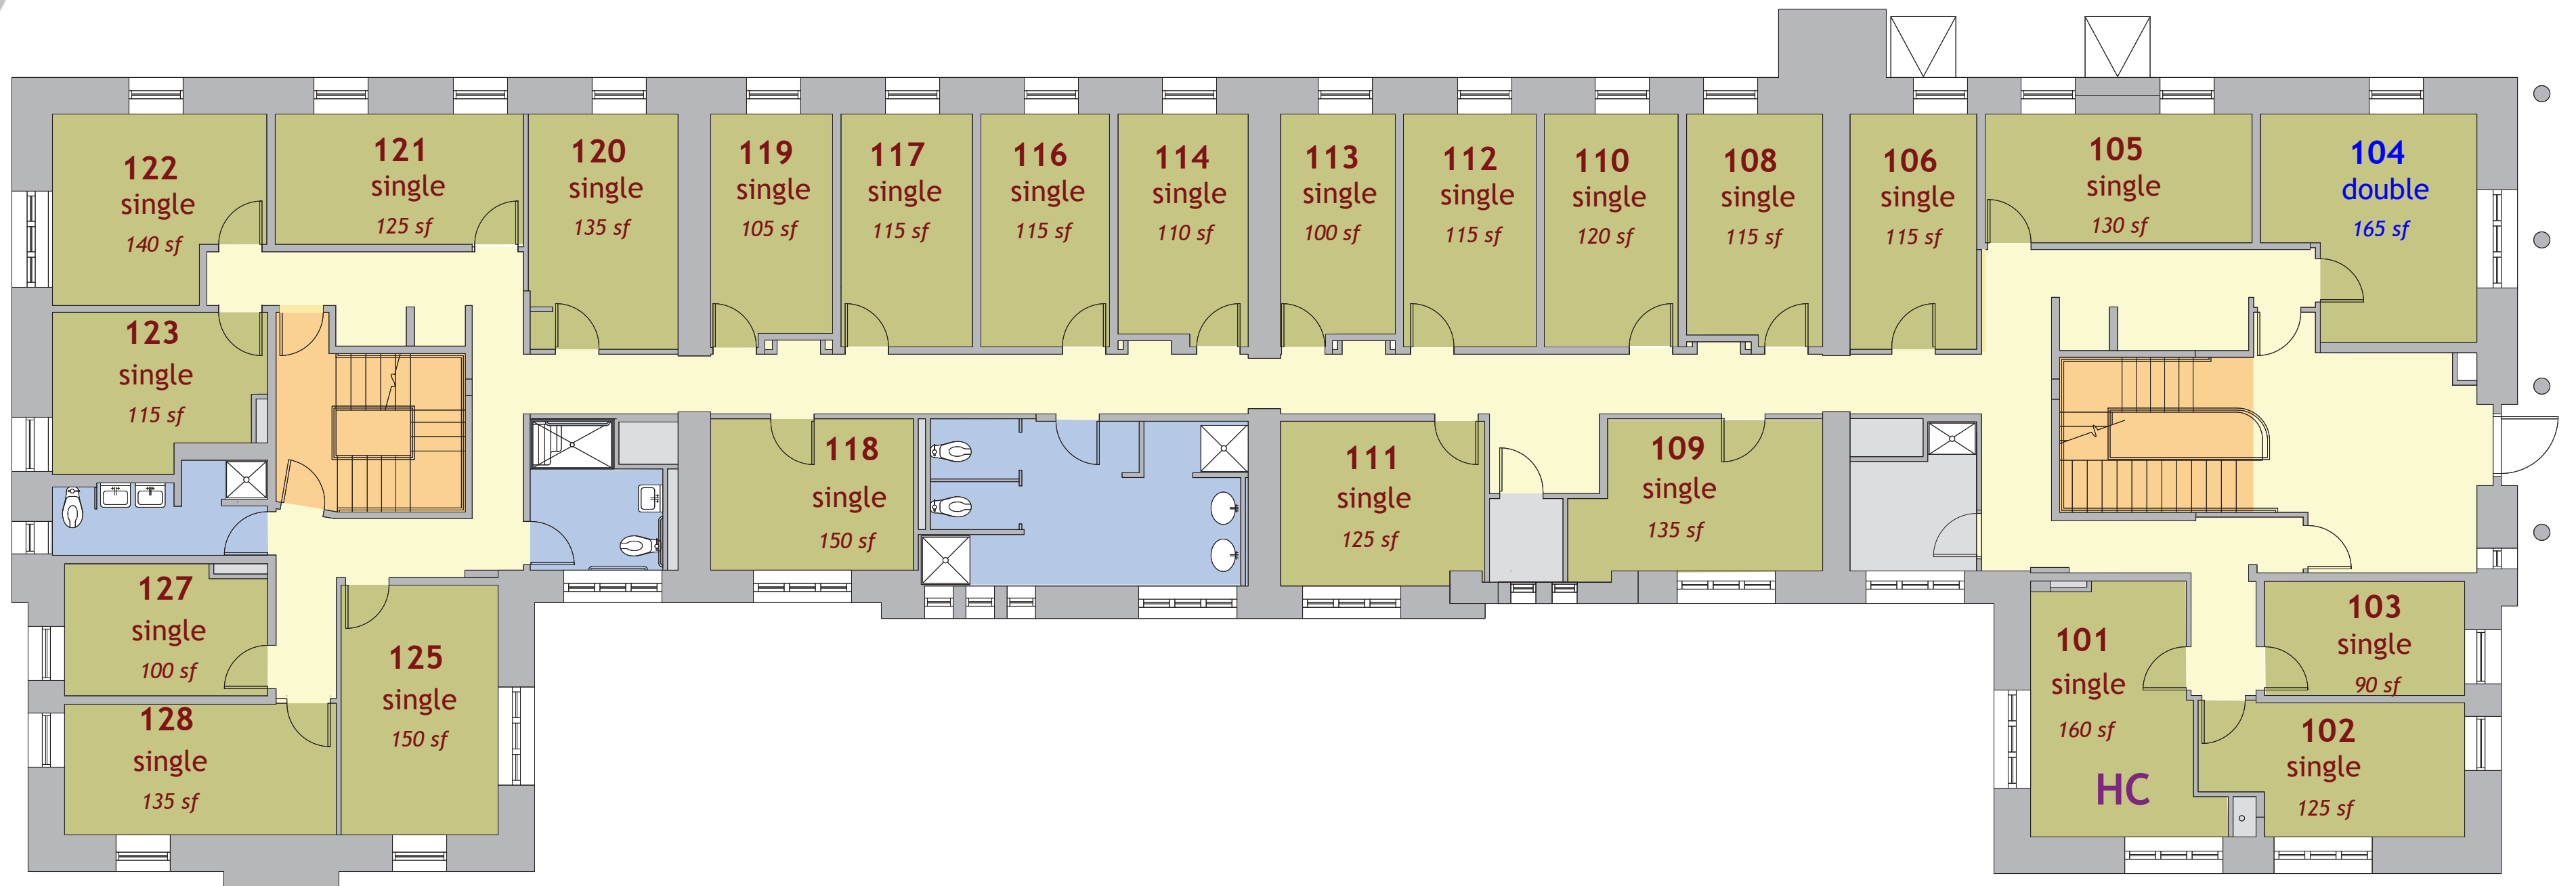 122
single
140 sf
121
single
125 sf
120
single
135 sf
119
single
105 sf
117
single
115 sf
116
single
115 sf
114
single
110 sf
113
single
100 sf
112
single
115 sf
110
single
120 sf
108
single
115 sf
106
single
115 sf
105
single
130 sf
104
double
165 sf
123
single
115 sf
118
single
150 sf
111
single
125 sf
109
single
135 sf
127
single
100 sf
125
single
150 sf
128
single
135 sf
101
single
160 sf
HC
103
single
90 sf
102
single
125 sf